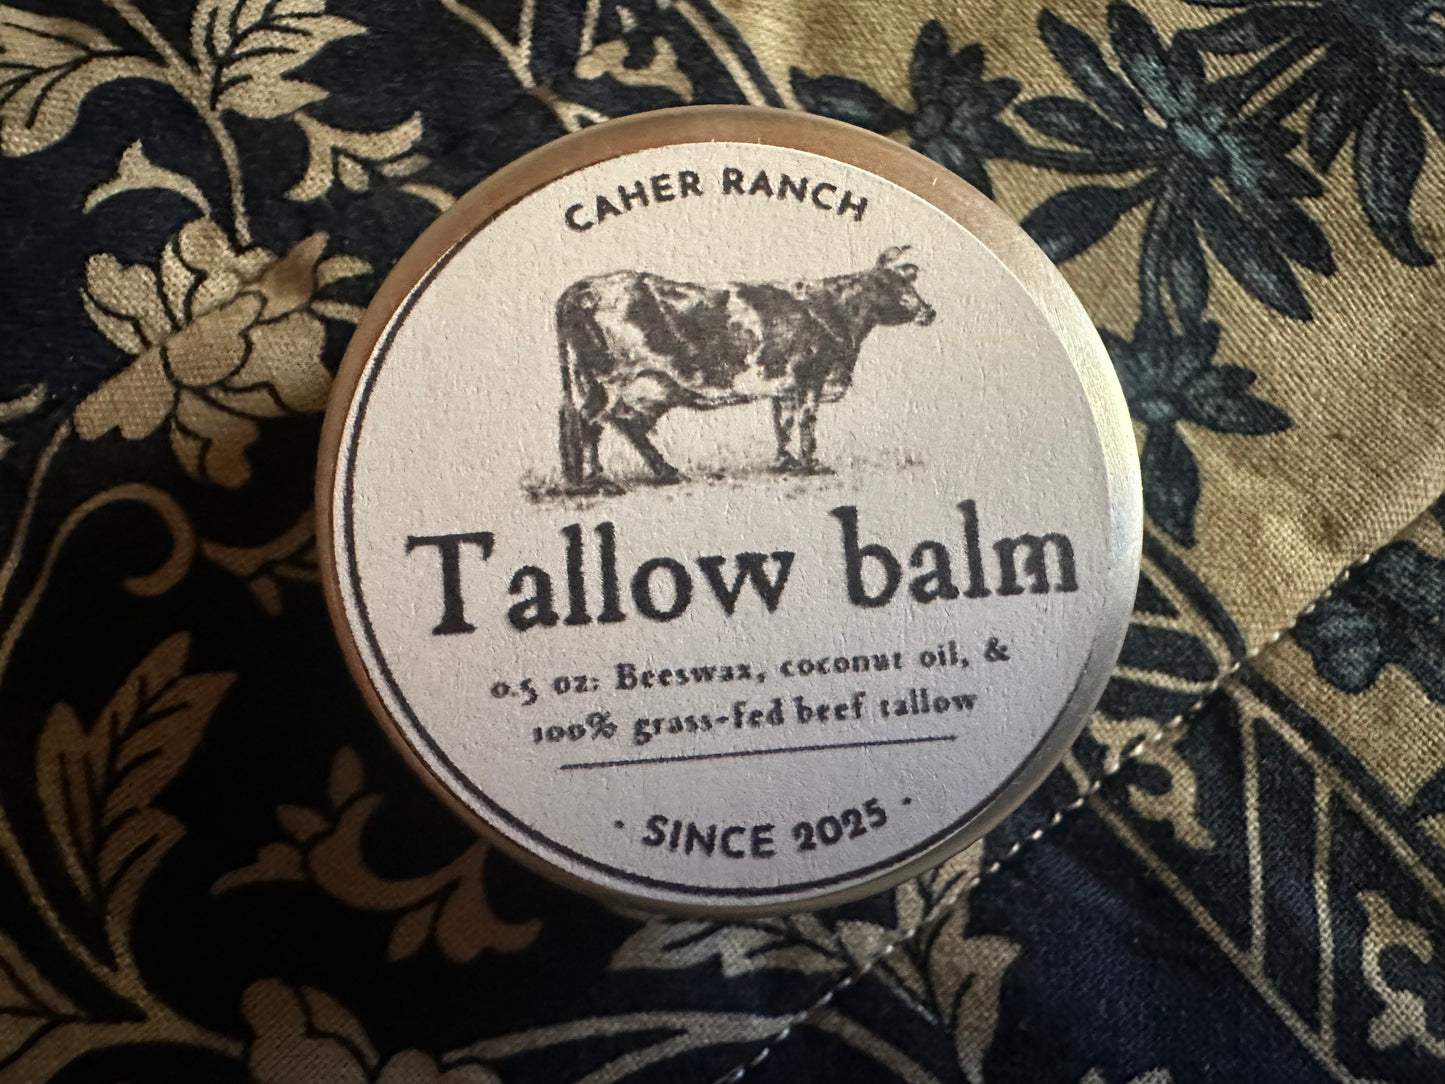 CAHER RANCH
Tallow balm
0.5 oz: Beeswax, coconut oil, &
100% grass-fed beef tallow
· SINCE 2025 ·